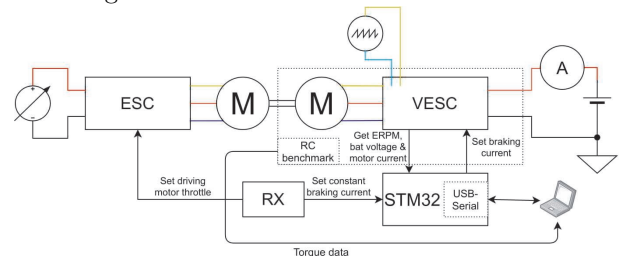 A
ESC
M
M
VESC
RC
benchmark
Get ERPM,
bat voltage &
motor current
Set braking
current
Set driving
motor throttle
RX
Set constant
braking current
STM32
USB-
Serial
Torque data